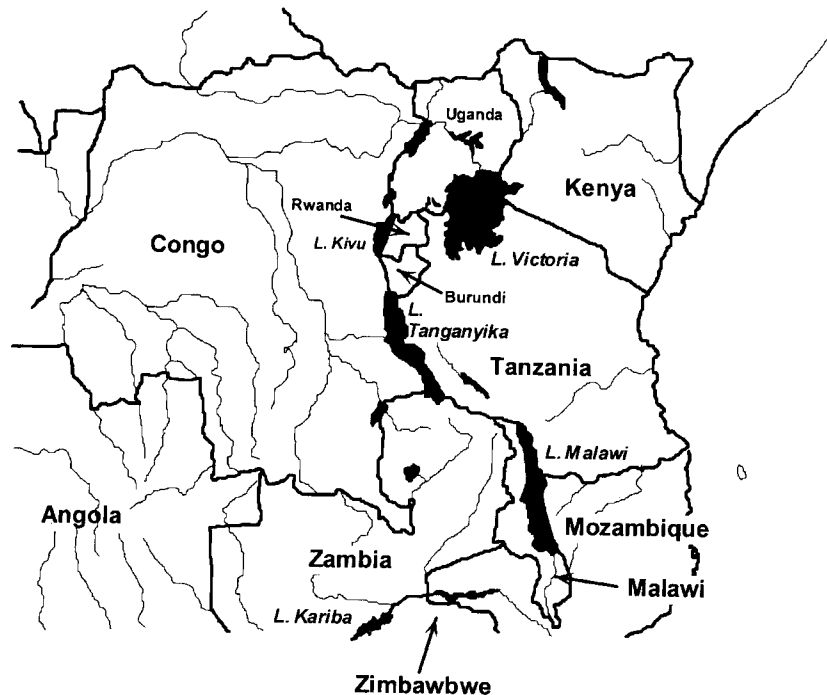 Uganda
Kenya
Rwanda
Congo
L. Kivu
L. Victoria
Burundi
L.
Tanganyika
Tanzania
L. Malawi
Angola
Mozambique
Zambia
Malawi
L. Kariba
Zimbawbwe